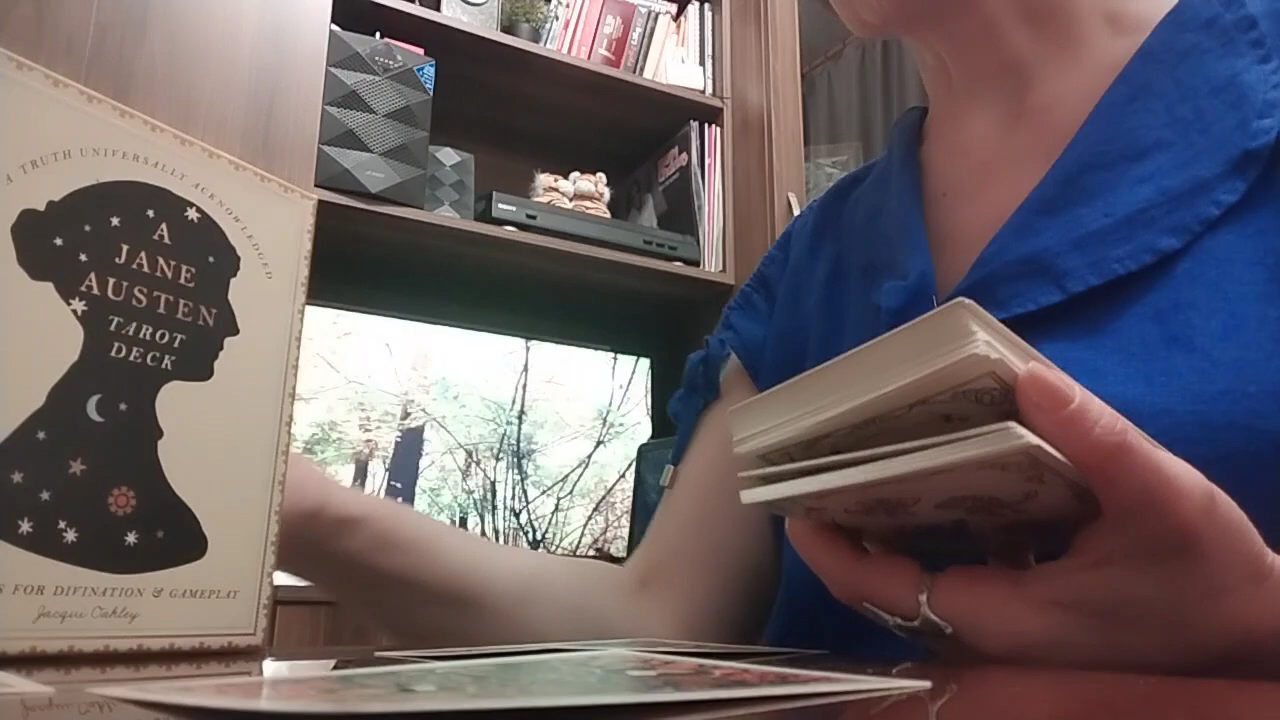 A TRUTH UNIVERSALLY ACKNOWLEDGED
A
JANE
AUSTEN
TAROT
DECK
FOR DIVINATION & GAMEPLAY
Jacqui Oakley